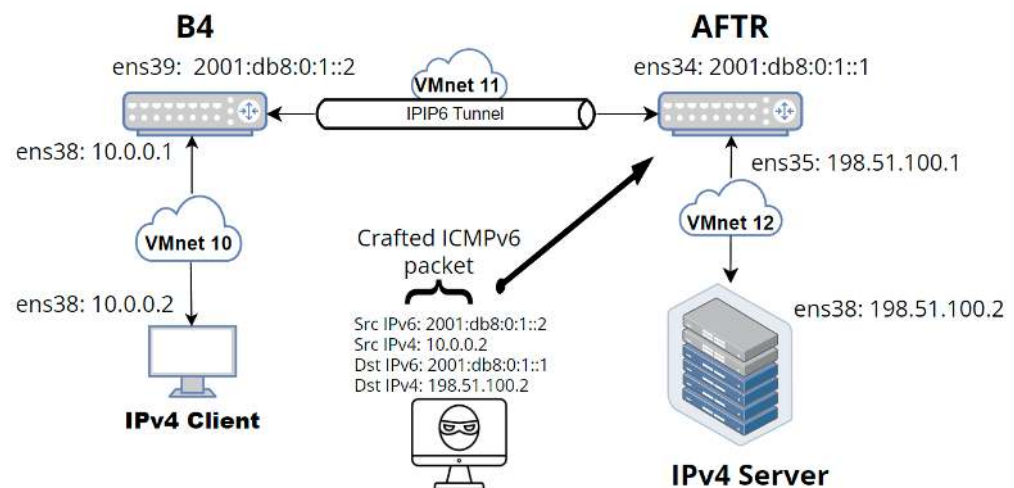 B4
AFTR
ens39:  2001:db8:0:1::2
ens34: 2001:db8:0:1::1
VMnet 11
IPIP6 Tunnel
ens38: 10.0.0.1
ens35: 198.51.100.1
VMnet 10
VMnet 12
Crafted ICMPv6
packet
ens38: 10.0.0.2
ens38: 198.51.100.2
Src IPv6: 2001:db8:0:1::2
Src IPv4: 10.0.0.2
Dst IPv6: 2001:db8:0:1::1
Dst IPv4: 198.51.100.2
IPv4 Client
IPv4 Server